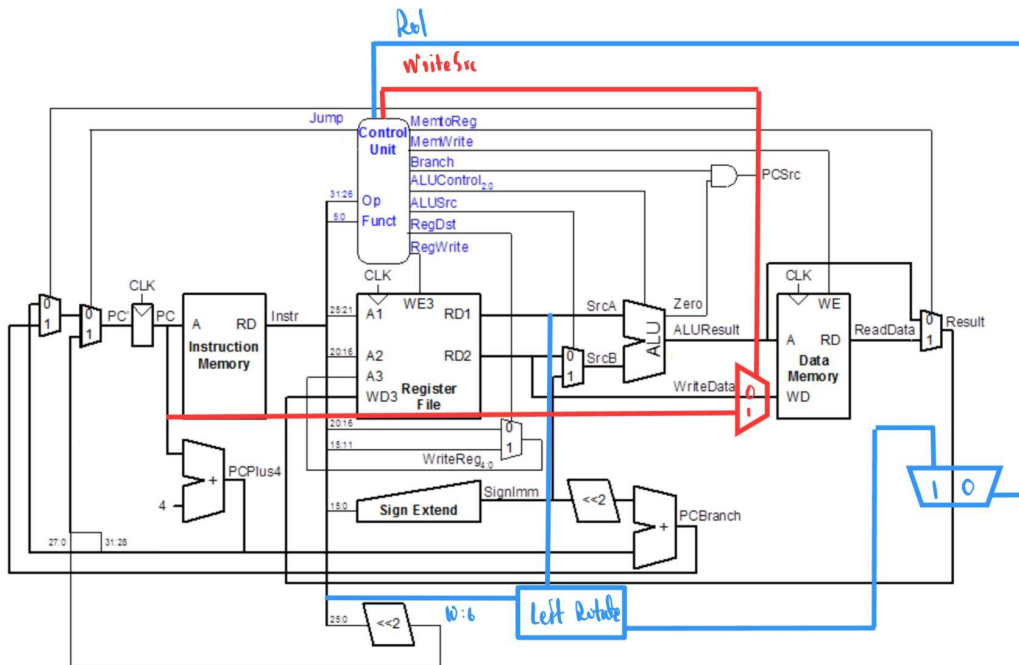 Rol
WriteSrc
Jump
Control
Unit
MemtoReg
MemWrite
Branch
ALUControl2:0
ALUSrc
RegDst
RegWrite
PCSrc
31:26
Op
5:0
Funct
CLK
CLK
CLK
0
1
0
1
PC'
PC
A RD
Instruction
Memory
Instr
25:21
A1
WE3
RD1
20:16
A2
RD2
A3
WD3
Register
File
SrcA
0
1
SrcB
ALU
Zero
ALUResult
WriteData
0
1
WE
A RD
Data
Memory
WD
ReadData
0
1
Result
20:16
15:11
0
1
WriteReg4:0
PCPlus4
+
4
15:0
Sign Extend
SignImm
<<2
+
PCBranch
1 0
27:0
31:28
10:6
Left Rotate
25:0
<<2